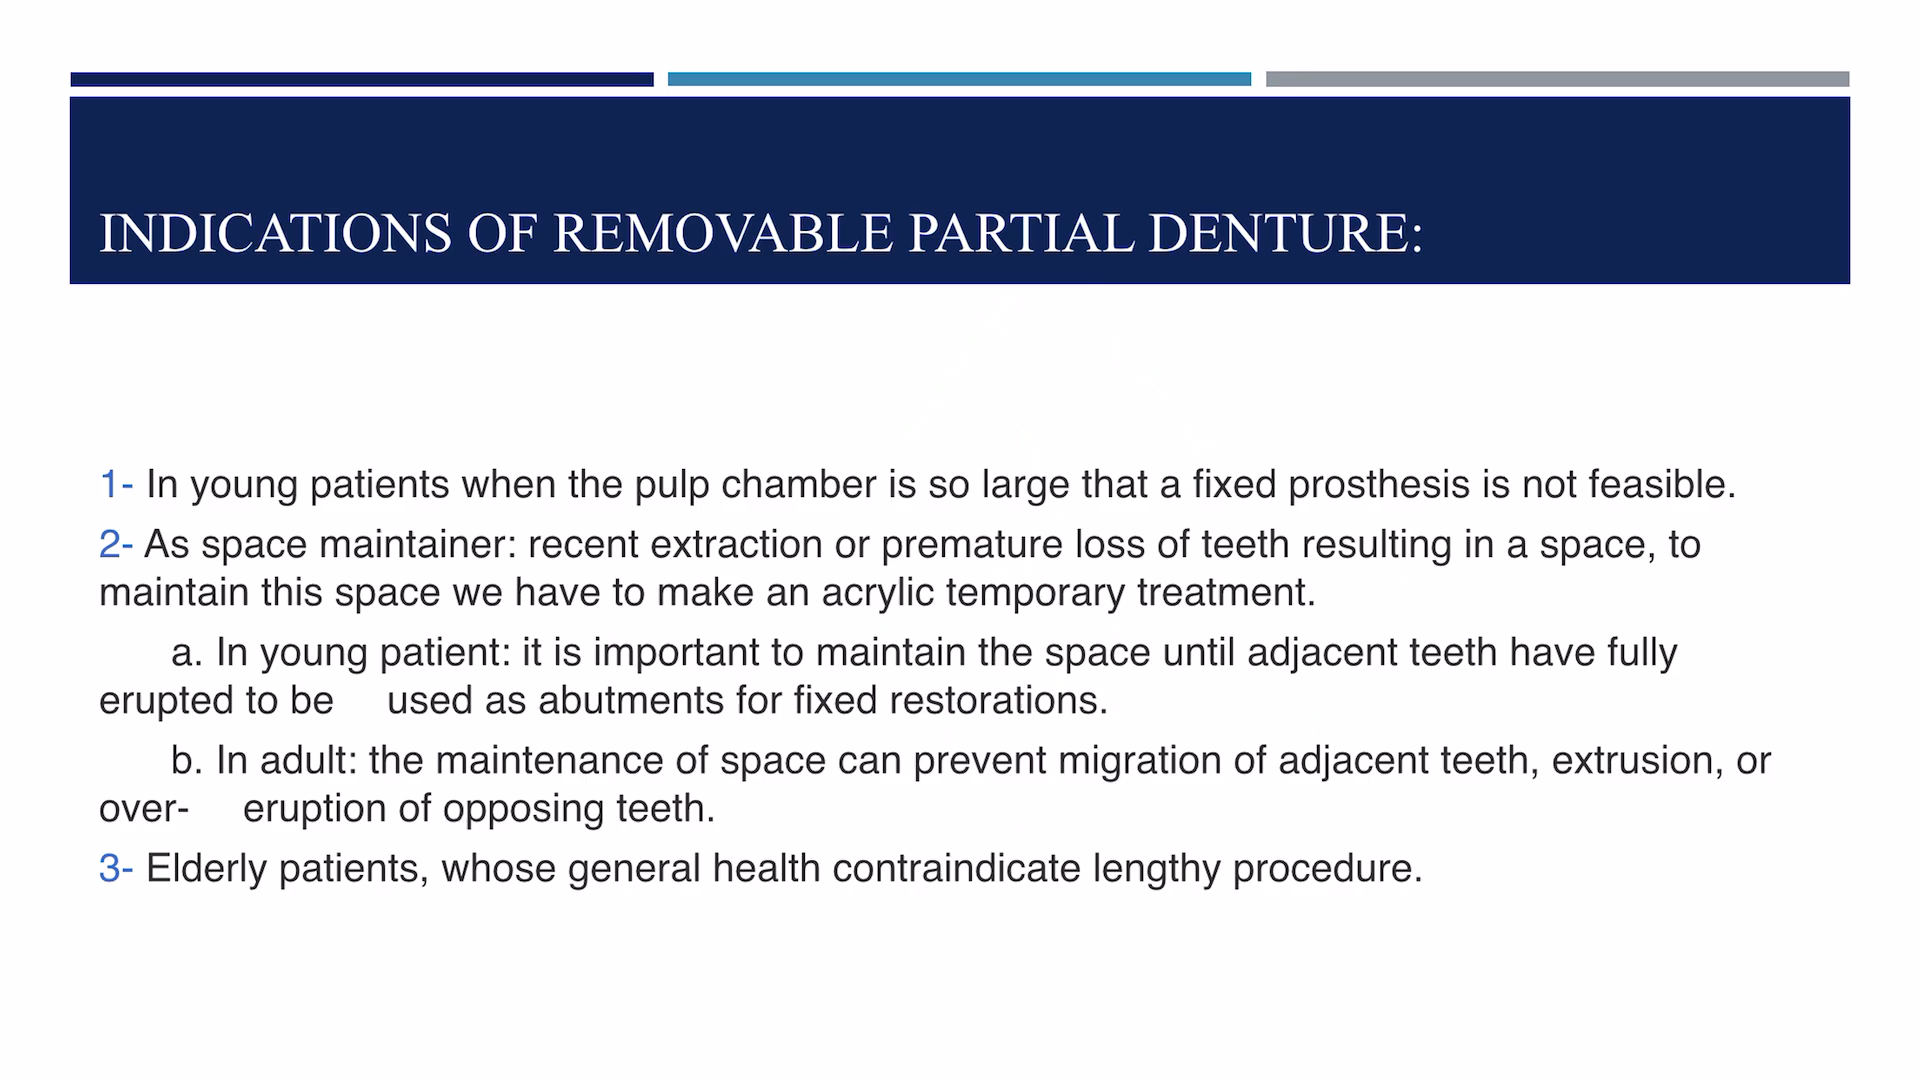 INDICATIONS OF REMOVABLE PARTIAL DENTURE:
1- In young patients when the pulp chamber is so large that a fixed prosthesis is not feasible.
2- As space maintainer: recent extraction or premature loss of teeth resulting in a space, to
maintain this space we have to make an acrylic temporary treatment.
a. In young patient: it is important to maintain the space until adjacent teeth have fully
erupted to be used as abutments for fixed restorations.
b. In adult: the maintenance of space can prevent migration of adjacent teeth, extrusion, or
over- eruption of opposing teeth.
3- Elderly patients, whose general health contraindicate lengthy procedure.